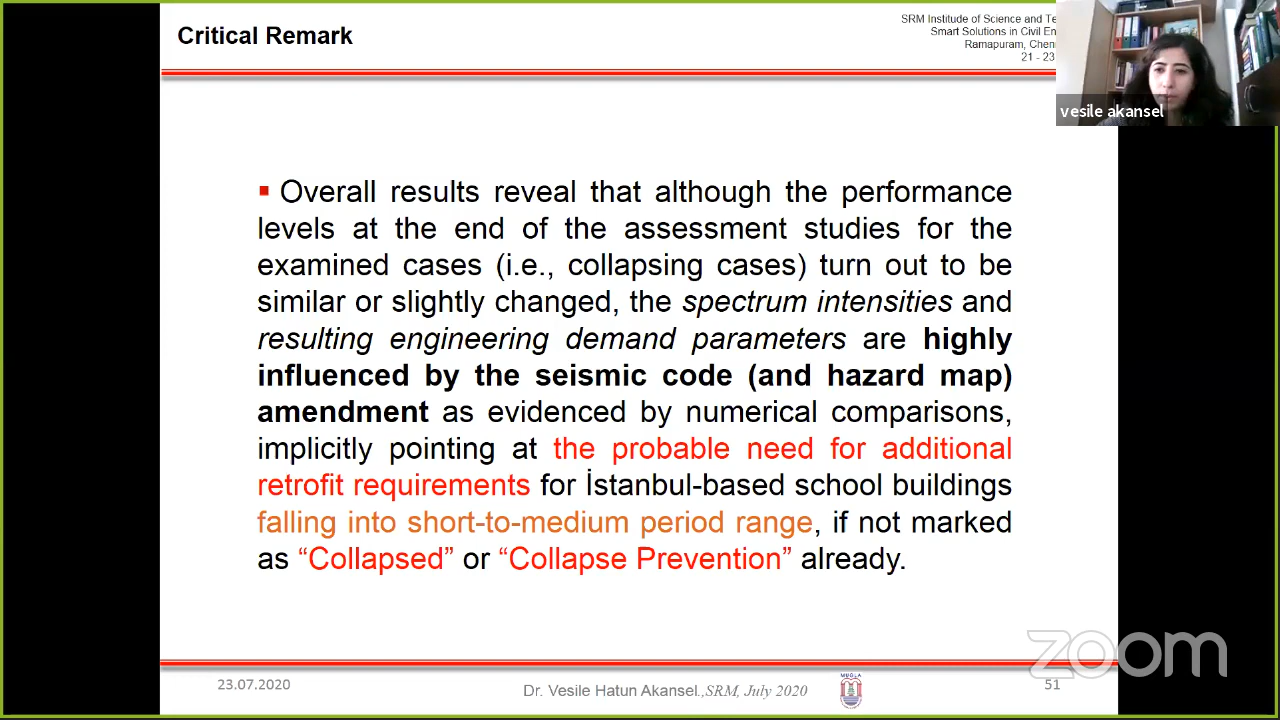 Critical Remark
SRM Institude of Science and Te
Smart Solutions in Civil En
Ramapuram, Chenn
21 - 23
vesile akansel
▪ Overall results reveal that although the performance
levels at the end of the assessment studies for the
examined cases (i.e., collapsing cases) turn out to be
similar or slightly changed, the spectrum intensities and
resulting engineering demand parameters are highly
influenced by the seismic code (and hazard map)
amendment as evidenced by numerical comparisons,
implicitly pointing at the probable need for additional
retrofit requirements for İstanbul-based school buildings
falling into short-to-medium period range, if not marked
as “Collapsed” or “Collapse Prevention” already.
zoom
23.07.2020
Dr. Vesile Hatun Akansel.,SRM, July 2020
MUĞLA
51